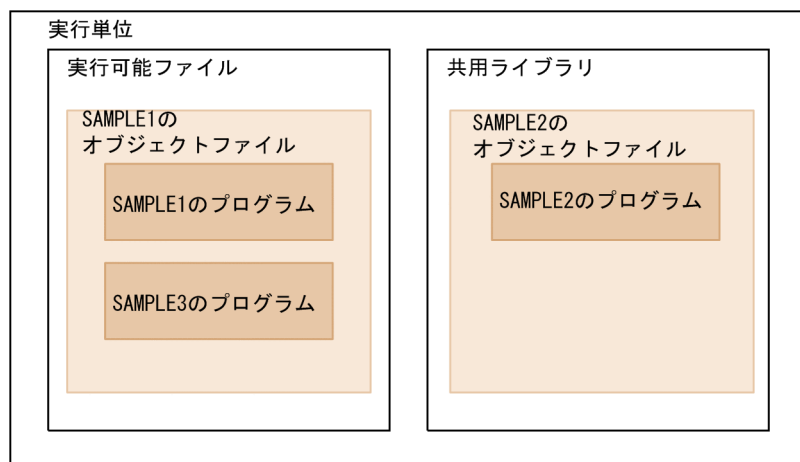 実行単位
実行可能ファイル
SAMPLE1の
オブジェクトファイル
SAMPLE1のプログラム
SAMPLE3のプログラム
共用ライブラリ
SAMPLE2の
オブジェクトファイル
SAMPLE2のプログラム